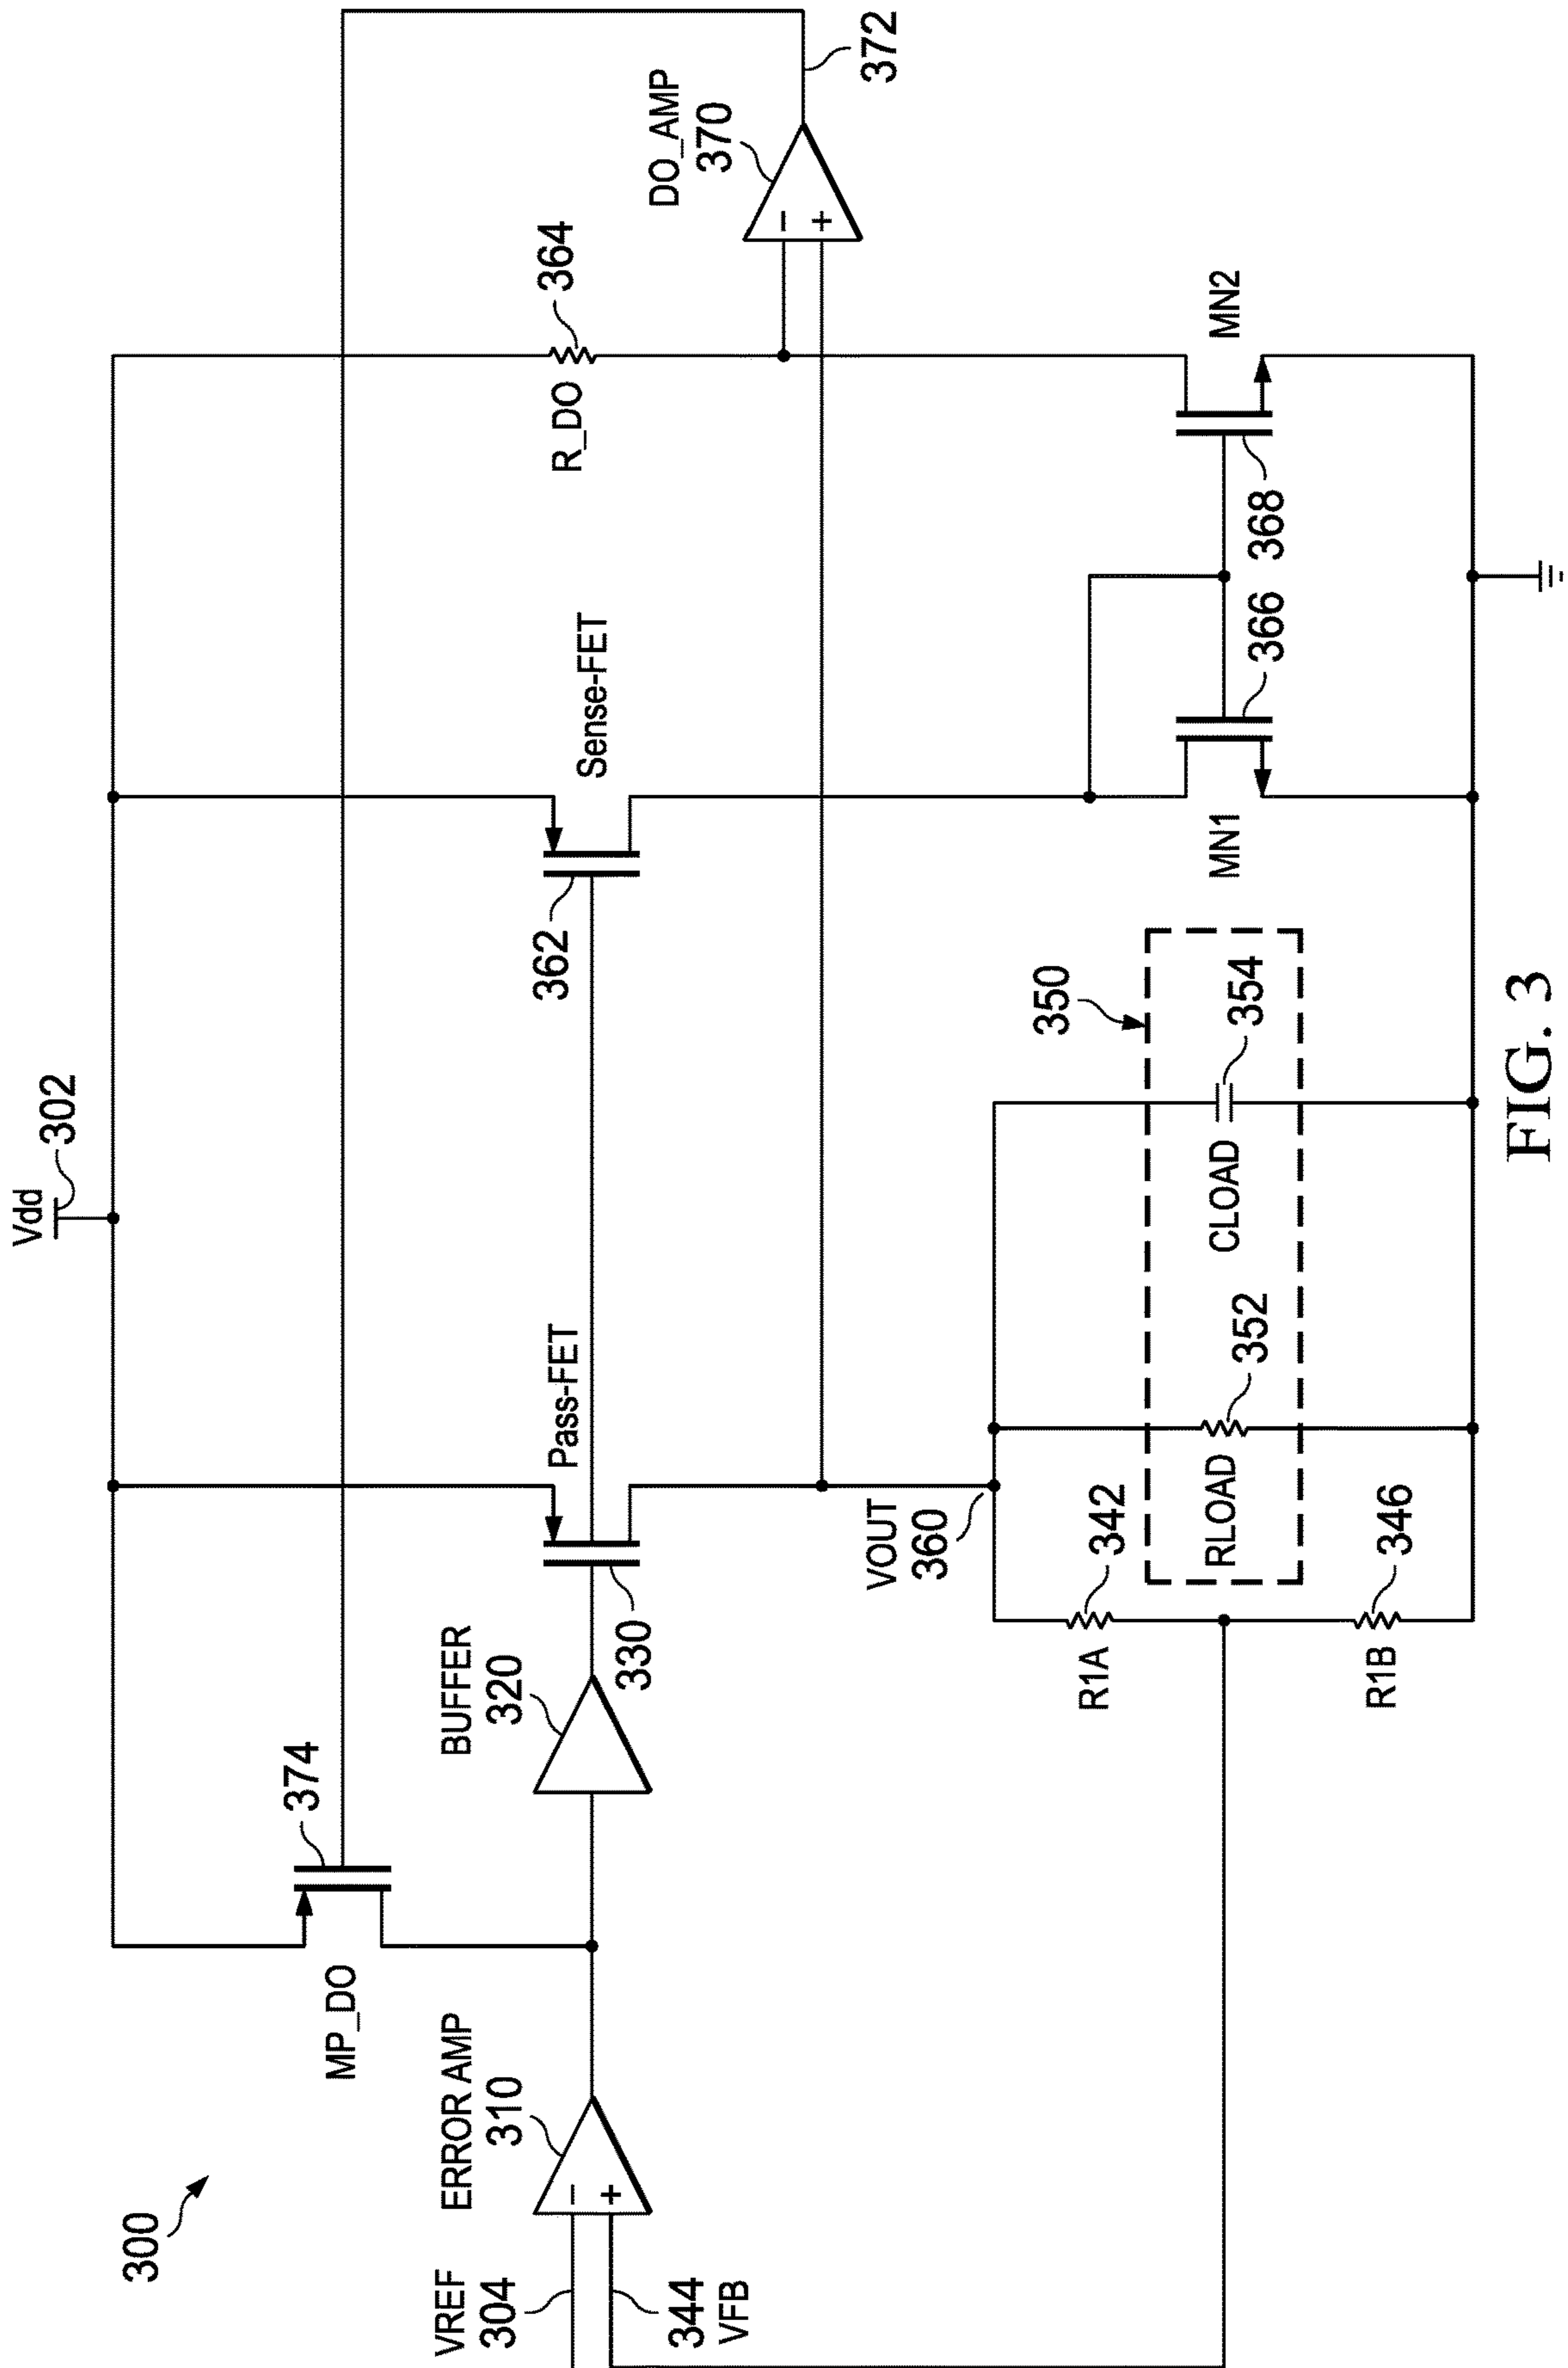 300
Vdd
302
VREF
304
344
VFB
ERROR AMP
310
−
+
MP_DO
374
BUFFER
320
Pass-FET
330
Sense-FET
362
R_DO
364
DO_AMP
370
−
+
372
VOUT
360
R1A
342
R1B
346
350
RLOAD
352
CLOAD
354
MN1
366
368
MN2
FIG. 3